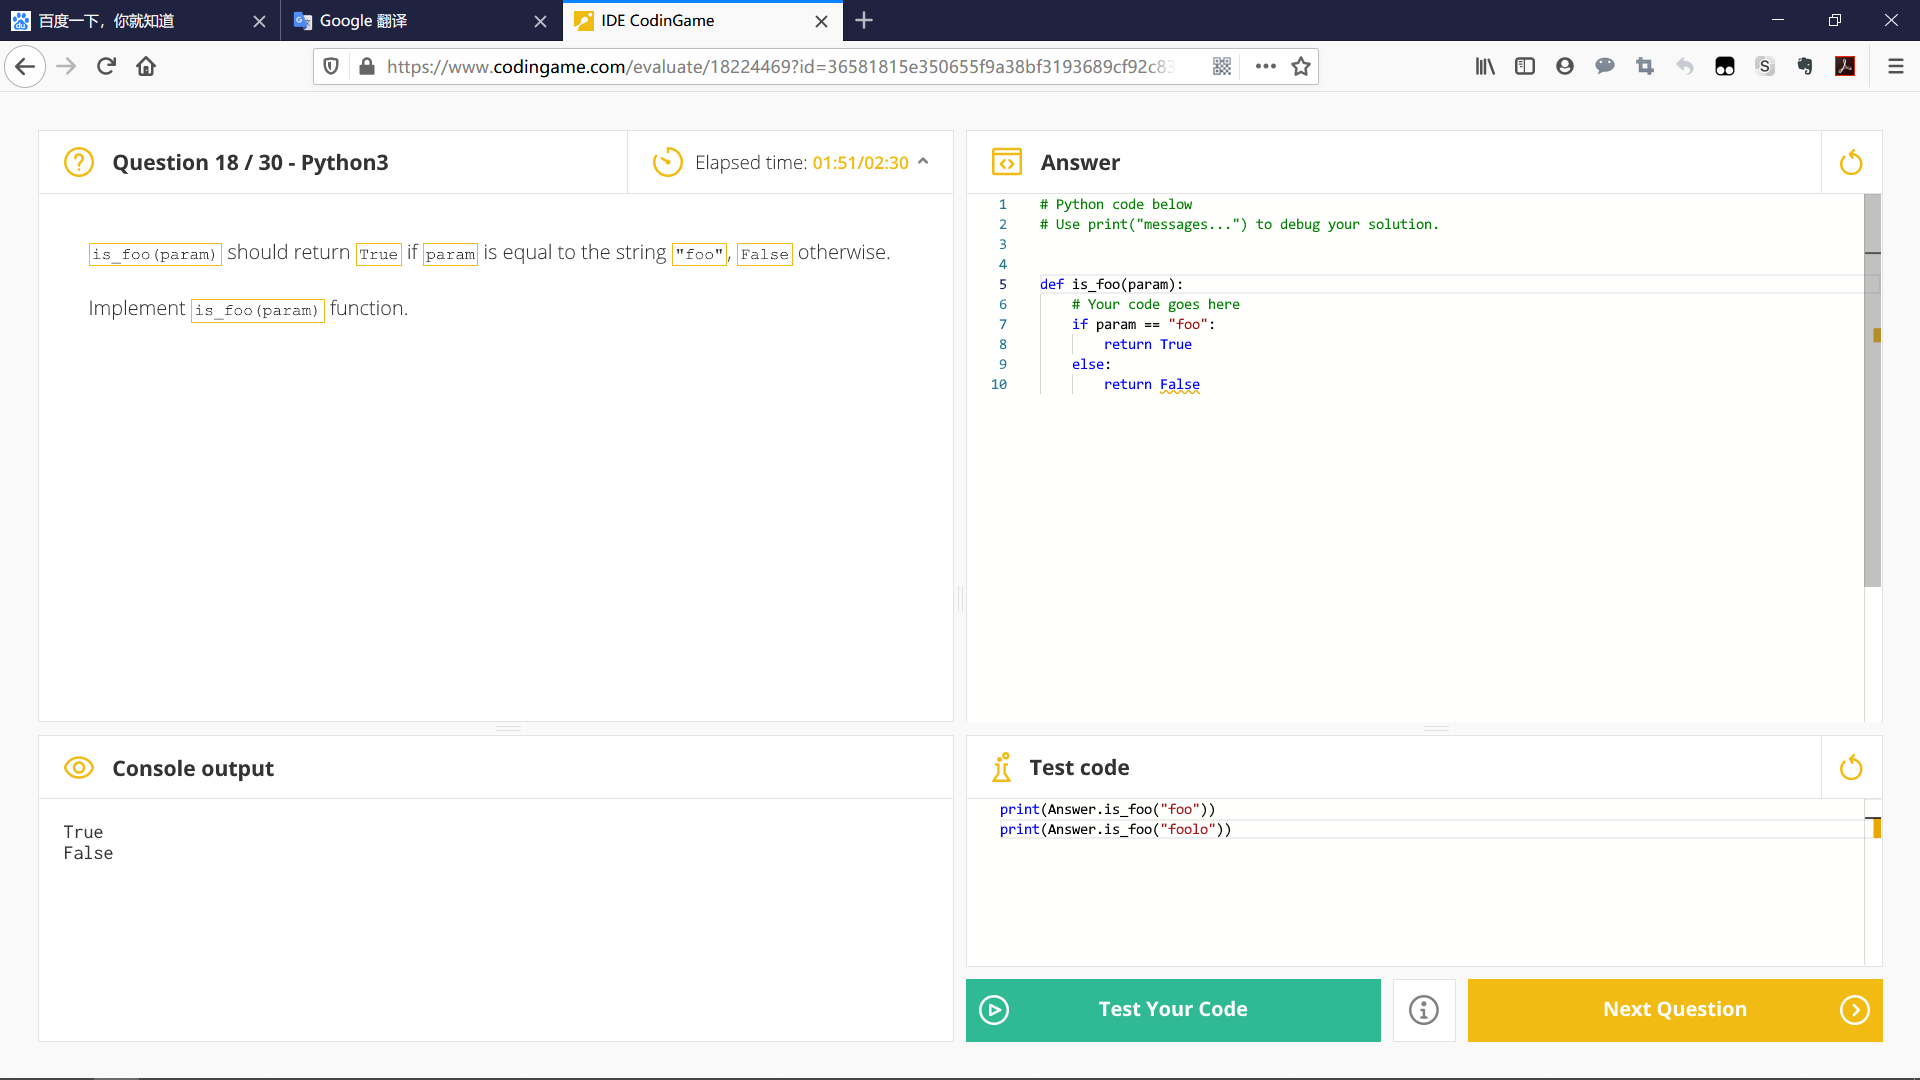 百度一下，你就知道
Google 翻译
IDE CodinGame
https://www.codingame.com/evaluate/18224469?id=36581815e350655f9a38bf3193689cf92c83
Question 18 / 30 - Python3
Elapsed time: 01:51/02:30
is_foo(param) should return True if param is equal to the string "foo", False otherwise.
Implement is_foo(param) function.
Answer
1 # Python code below
2 # Use print("messages...") to debug your solution.
3
4
5 def is_foo(param):
6 # Your code goes here
7 if param == "foo":
8 return True
9 else:
10 return False
Console output
True
False
Test code
print(Answer.is_foo("foo"))
print(Answer.is_foo("foolo"))
Test Your Code
Next Question